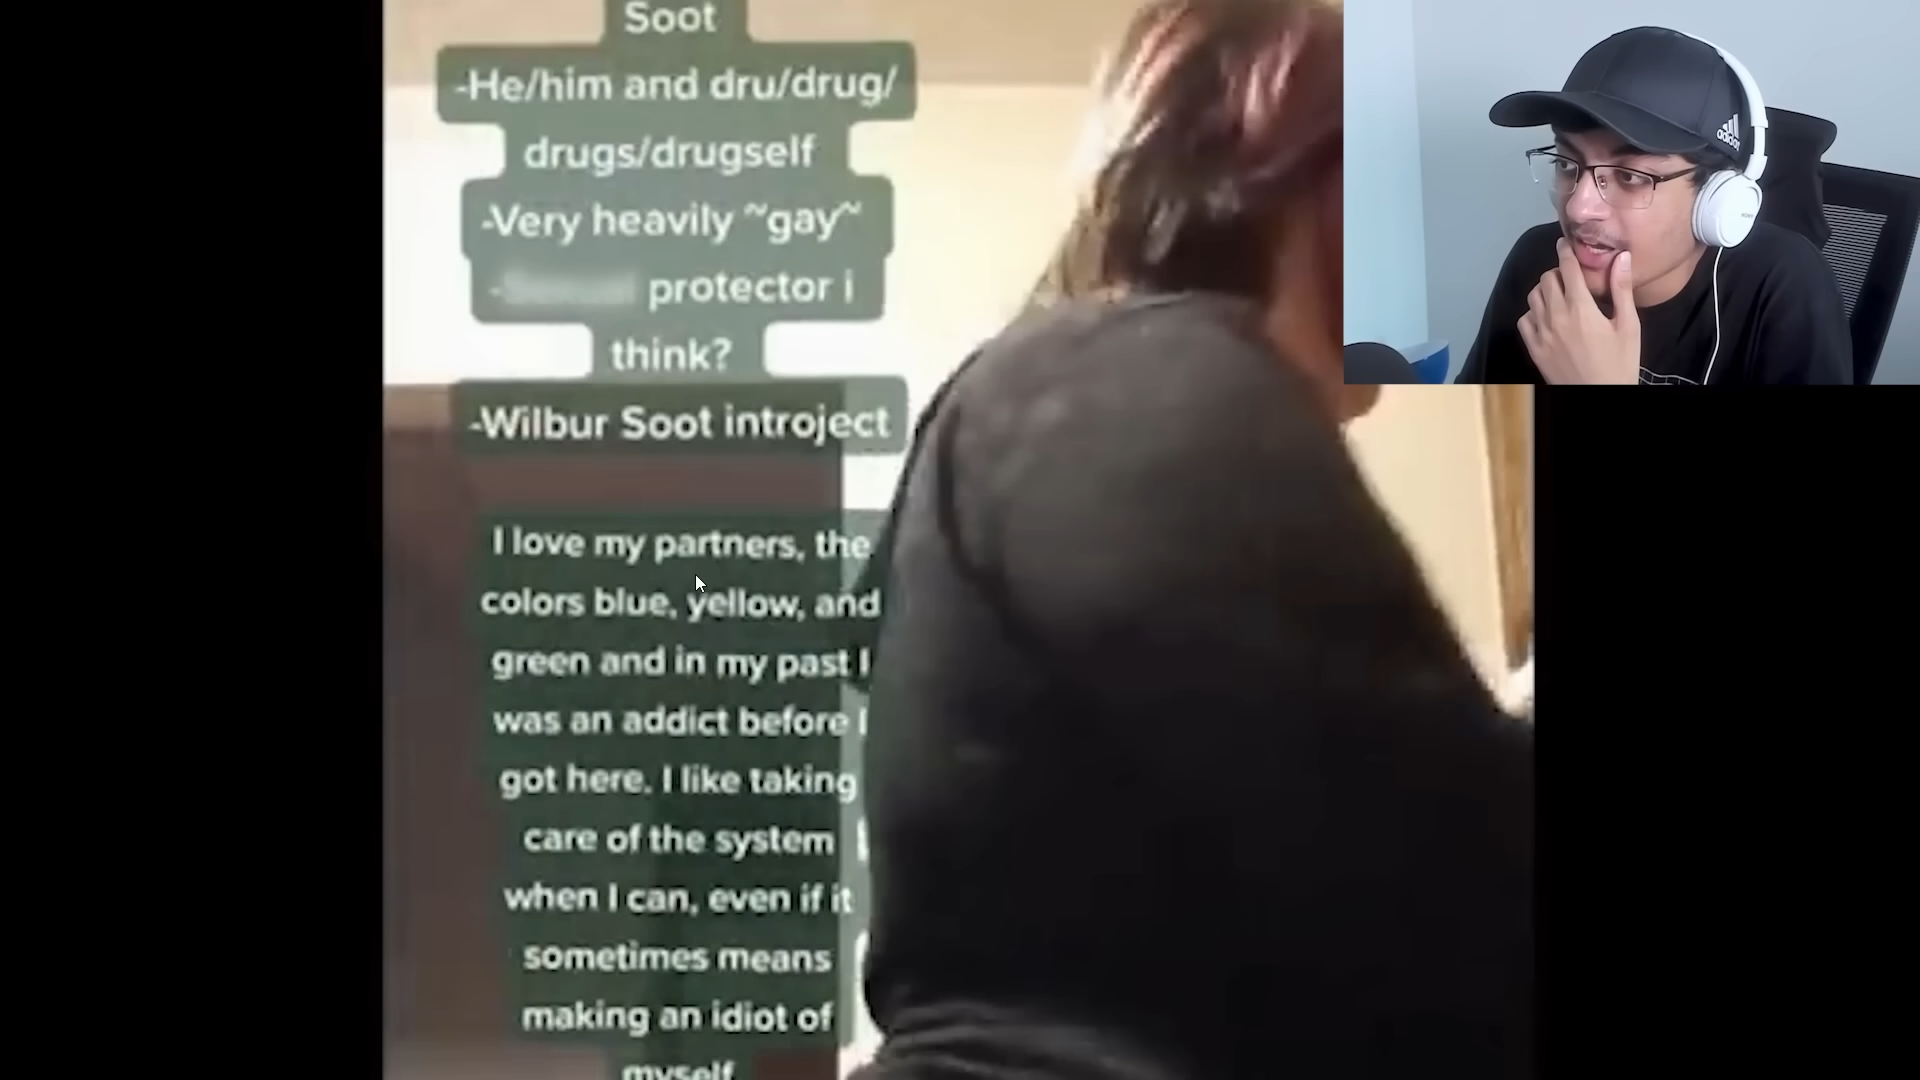 Soot
-He/him and dru/drug/
drugs/drugself
-Very heavily ~gay~
- protector i
think?
-Wilbur Soot introject
I love my partners, the
colors blue, yellow, and
green and in my past I
was an addict before I
got here. I like taking
care of the system
when I can, even if it
sometimes means
making an idiot of
myself
adidas